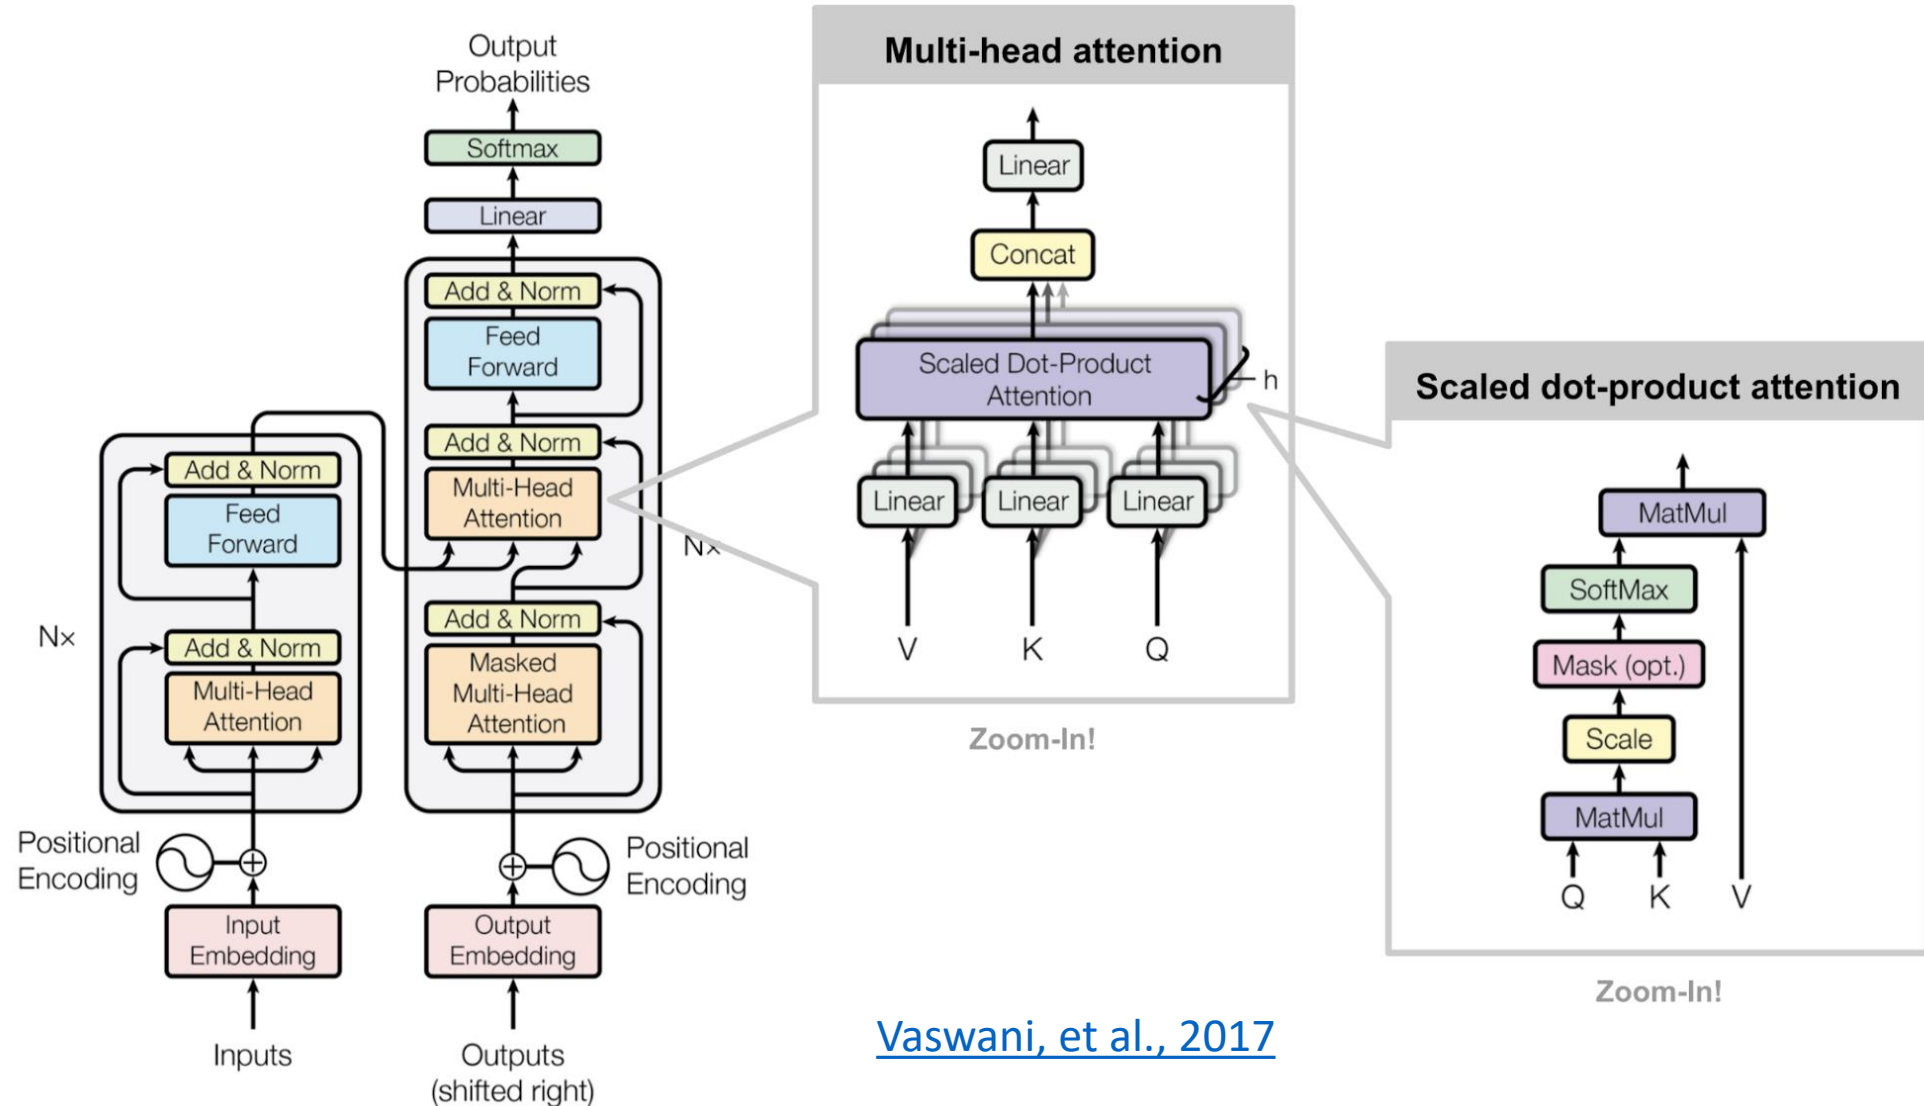 Output
Probabilities
Softmax
Linear
Add & Norm
Feed
Forward
Add & Norm
Multi-Head
Attention
Nx
Add & Norm
Masked
Multi-Head
Attention
Positional
Encoding
Output
Embedding
Outputs
(shifted right)
Add & Norm
Feed
Forward
Nx
Add & Norm
Multi-Head
Attention
Positional
Encoding
Input
Embedding
Inputs
Multi-head attention
Linear
Concat
Scaled Dot-Product
Attention
h
Linear
Linear
Linear
V
K
Q
Zoom-In!
Scaled dot-product attention
MatMul
SoftMax
Mask (opt.)
Scale
MatMul
Q
K
V
Zoom-In!
Vaswani, et al., 2017